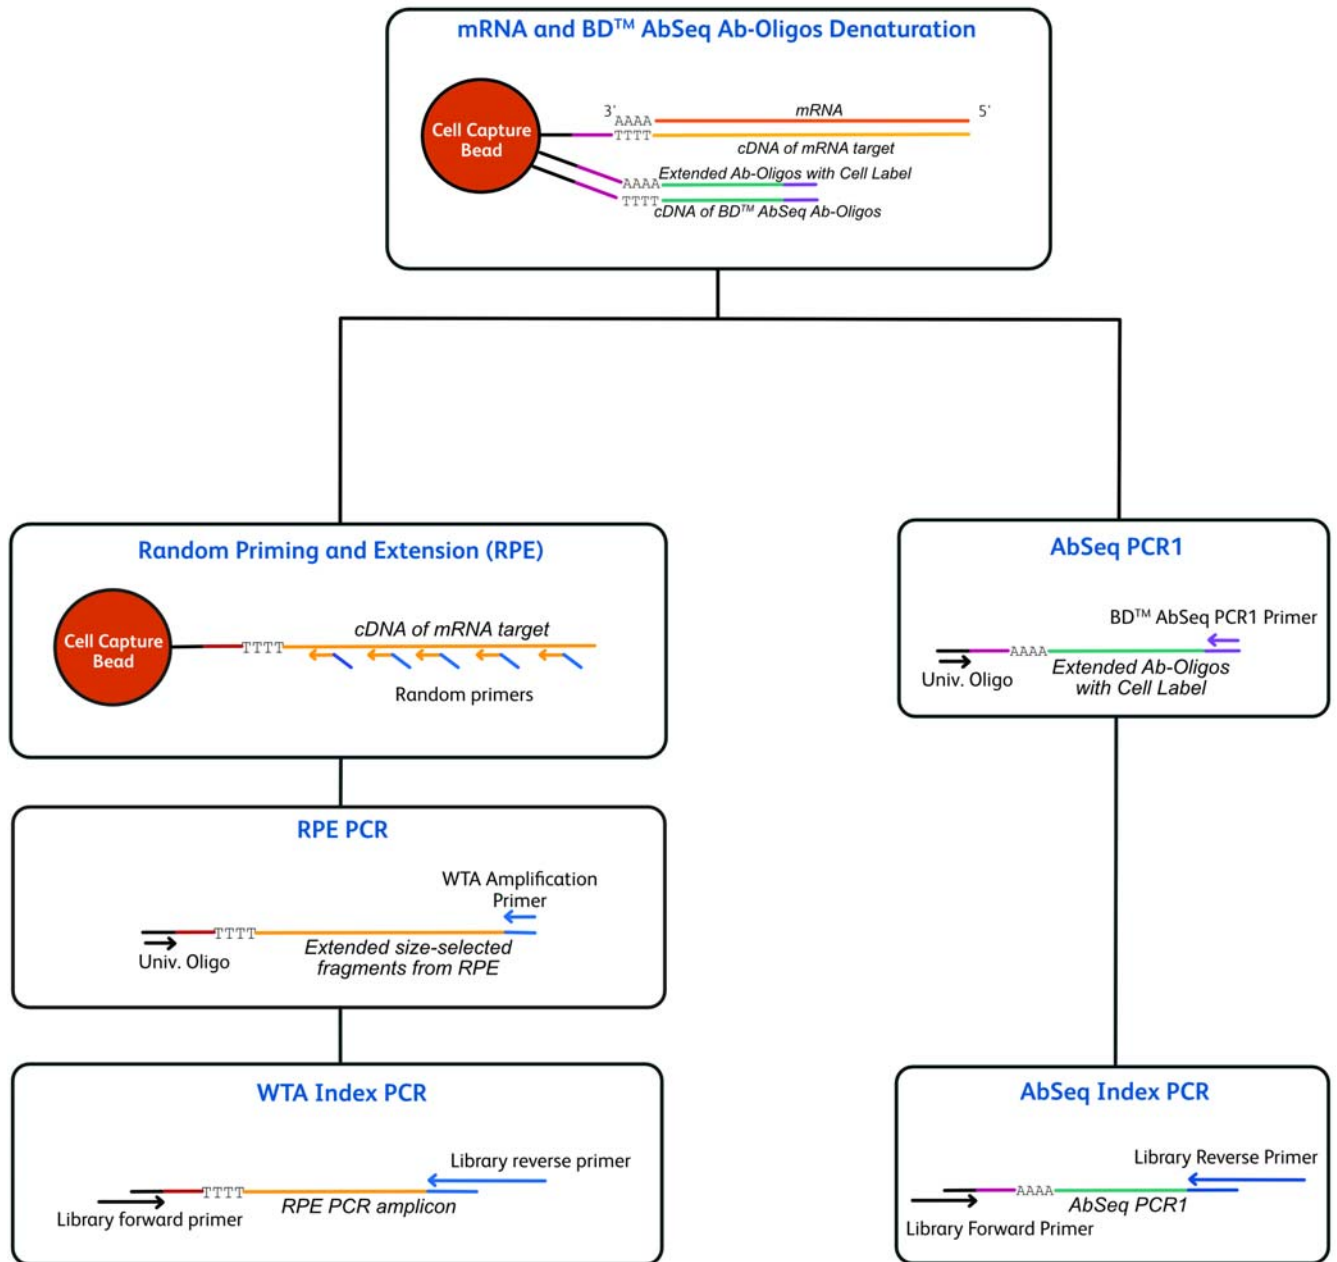 mRNA and BD™ AbSeq Ab-Oligos Denaturation
Cell Capture
Bead
3'
5'
mRNA
AAAA
TTTT
cDNA of mRNA target
Extended Ab-Oligos with Cell Label
AAAA
TTTT
cDNA of BD™ AbSeq Ab-Oligos
Random Priming and Extension (RPE)
Cell Capture
Bead
cDNA of mRNA target
TTTT
Random primers
RPE PCR
WTA Amplification
Primer
TTTT
Univ. Oligo
Extended size-selected
fragments from RPE
WTA Index PCR
Library reverse primer
TTTT
RPE PCR amplicon
Library forward primer
AbSeq PCR1
BD™ AbSeq PCR1 Primer
AAAA
Univ. Oligo
Extended Ab-Oligos
with Cell Label
AbSeq Index PCR
Library Reverse Primer
AAAA
AbSeq PCR1
Library Forward Primer